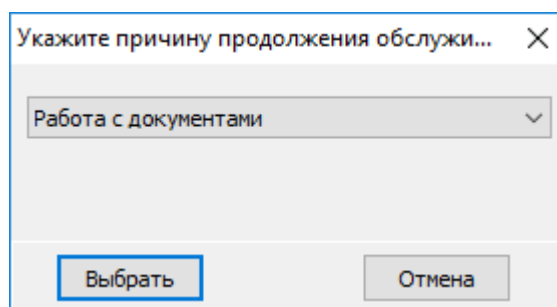 Укажите причину продолжения обслужи...
Работа с документами
Выбрать
Отмена